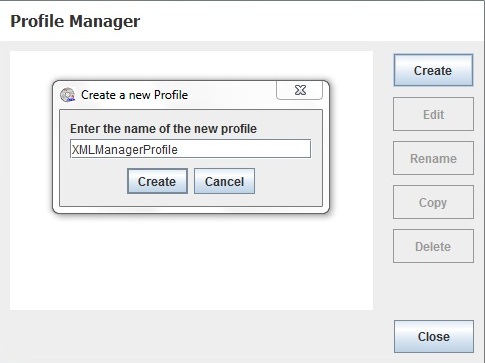 Profile Manager
Create a new Profile
Enter the name of the new profile
XMLManagerProfile
Create
Cancel
Create
Edit
Rename
Copy
Delete
Close